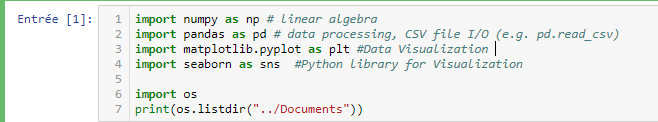 Entrée [1]:
1 import numpy as np # linear algebra
2 import pandas as pd # data processing, CSV file I/O (e.g. pd.read_csv)
3 import matplotlib.pyplot as plt #Data Visualization
4 import seaborn as sns  #Python library for Visualization
5
6 import os
7 print(os.listdir("../Documents"))